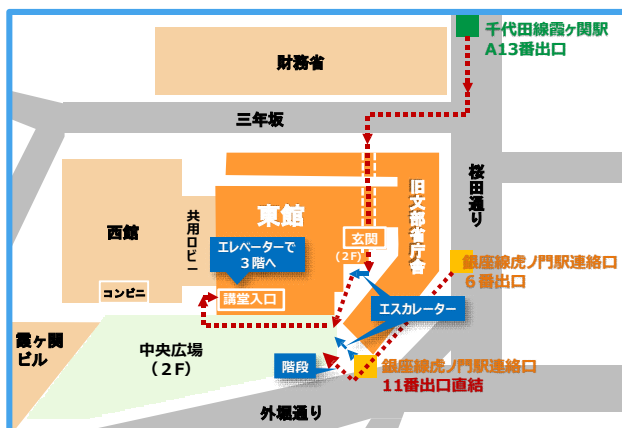 千代田線霞ヶ関駅
A13番出口
財務省
三年坂
桜田通り
旧文部省庁舎
東館
西館
共用ロビー
玄関
(2F)
エレベーターで
3階へ
銀座線虎ノ門駅連絡口
6番出口
コンビニ
講堂入口
エスカレーター
霞ヶ関
ビル
中央広場
(2F)
階段
銀座線虎ノ門駅連絡口
11番出口直結
外堀通り